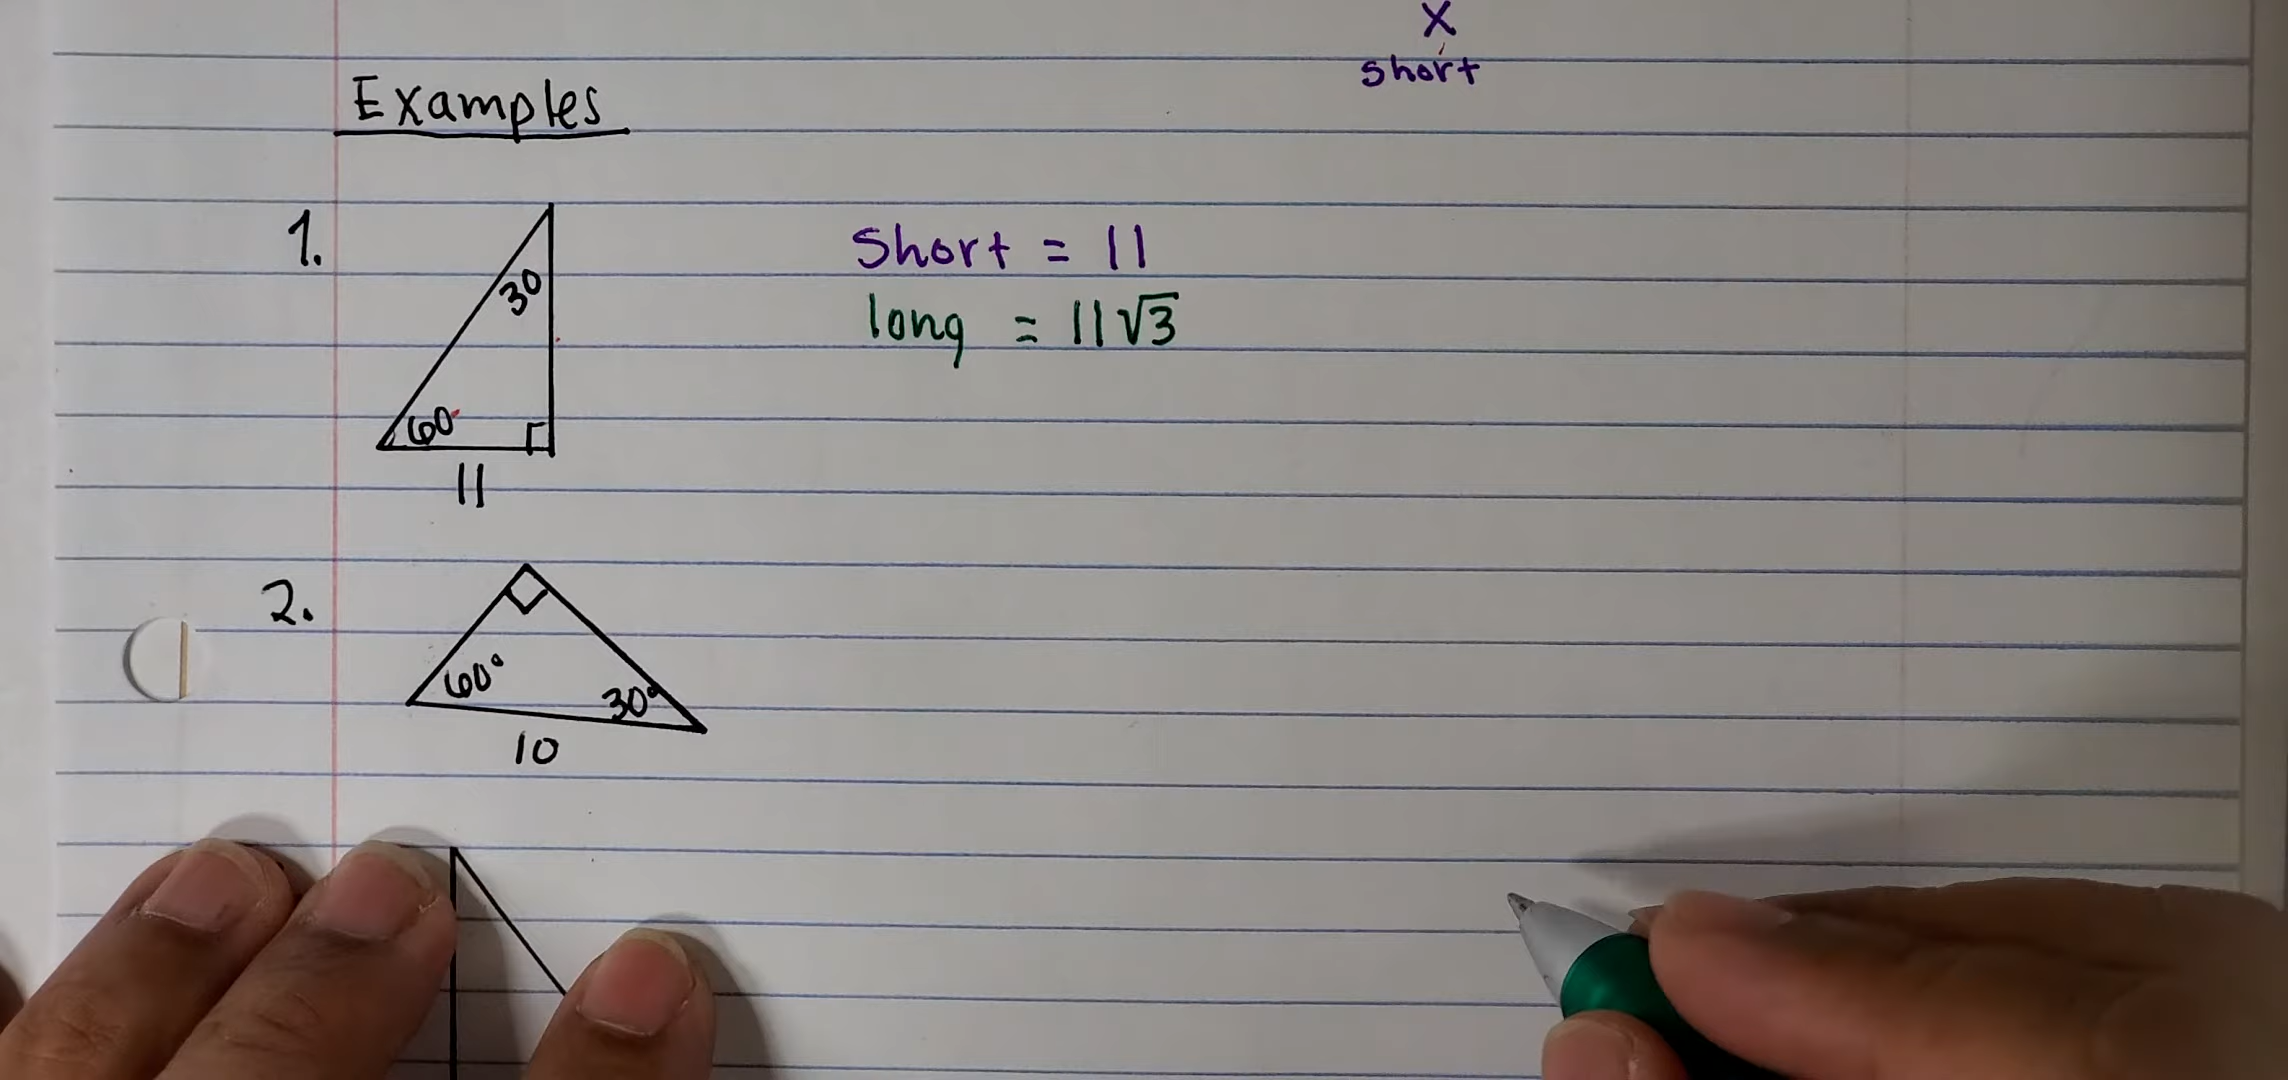 X
short
Examples
1.
30
60°
11
Short = 11
long = 11√3
2.
60°
30°
10